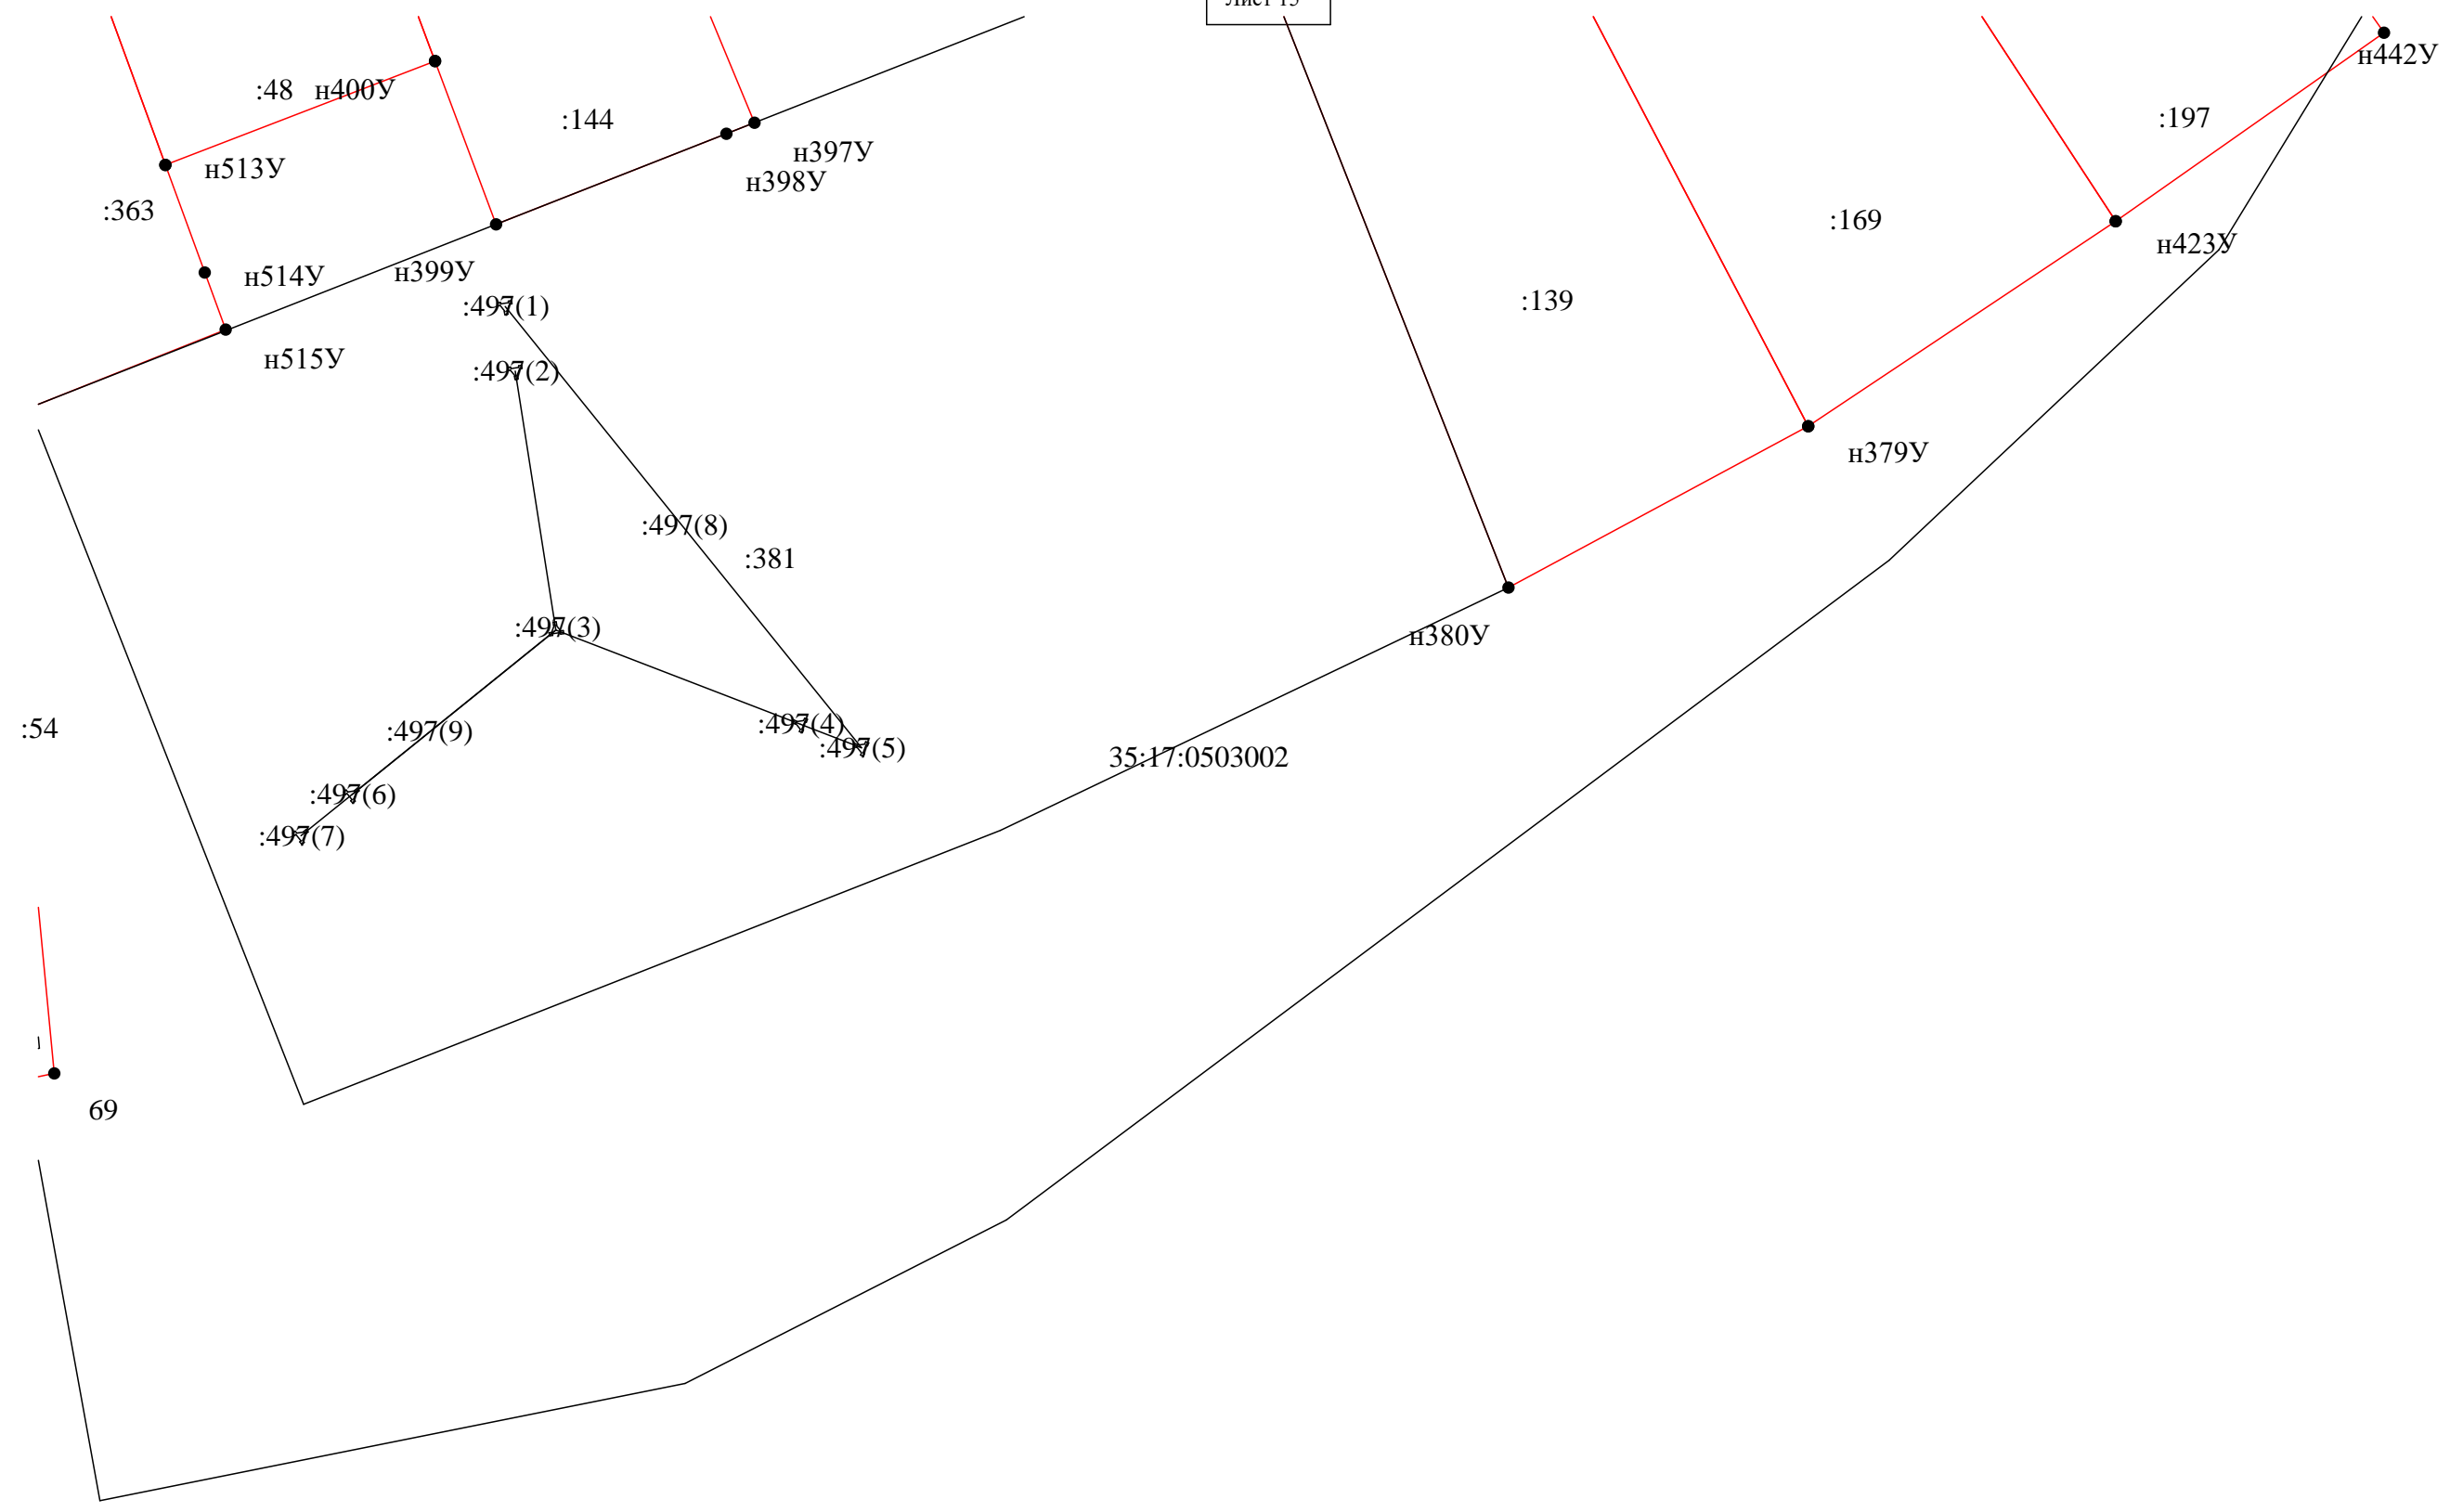 Лист 15
н442У
:48 н400У
:144
:197
н397У
н513У
н398У
:363
:169
н423У
н514У
н399У
:139
:497(1)
н515У
:497(2)
н379У
:497(8)
:381
:497(3)
н380У
:54
:497(9)
:497(4)
:497(5)
35:17:0503002
:497(6)
:497(7)
69